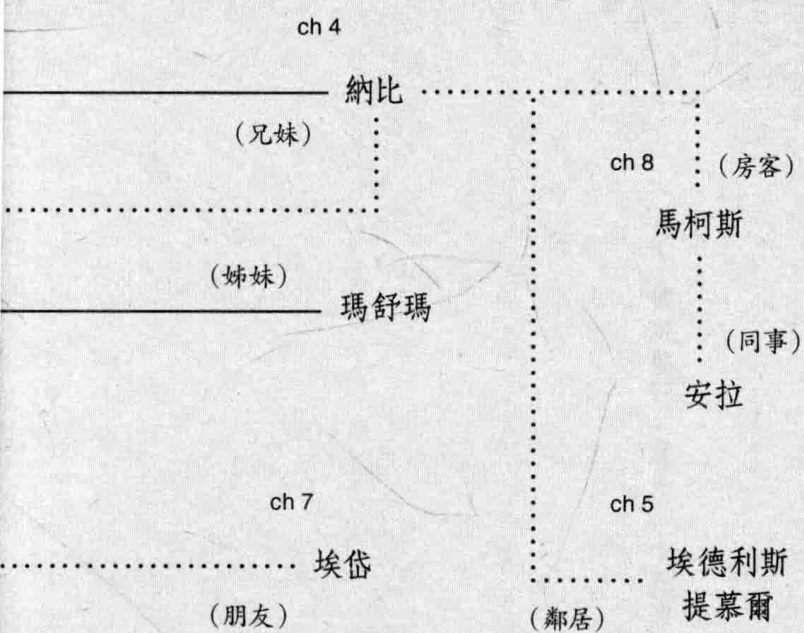 ch 4
納比
(兄妹)
ch 8
(房客)
馬柯斯
(姊妹)
瑪舒瑪
(同事)
安拉
ch 7
ch 5
埃岱
埃德利斯
提慕爾
(朋友)
(鄰居)